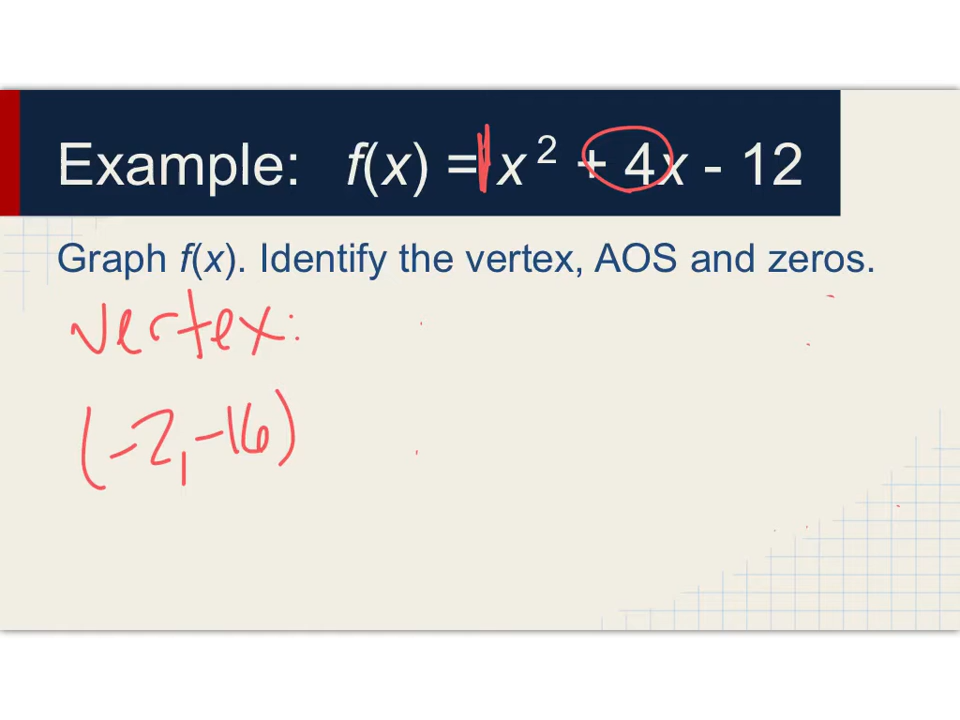 Example: f(x) = 1x² + 4x - 12
Graph f(x). Identify the vertex, AOS and zeros.
vertex:
(-2, -16)